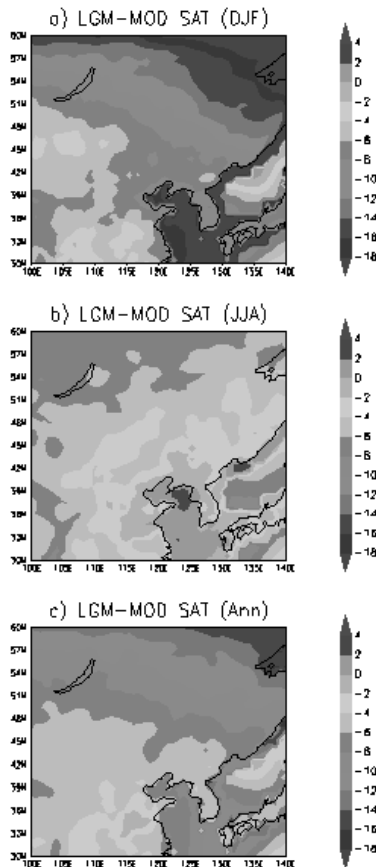 a) LGM-MOD SAT (DJF)
60N
57N
54N
51N
48N
45N
42N
39N
36N
33N
30N
100E 105E 110E 115E 120E 125E 130E 135E 140E
4
2
0
-2
-4
-6
-8
-10
-12
-14
-16
-18
b) LGM-MOD SAT (JJA)
60N
57N
54N
51N
48N
45N
42N
39N
36N
33N
30N
100E 105E 110E 115E 120E 125E 130E 135E 140E
4
2
0
-2
-4
-6
-8
-10
-12
-14
-16
-18
c) LGM-MOD SAT (Ann)
60N
57N
54N
51N
48N
45N
42N
39N
36N
33N
30N
100E 105E 110E 115E 120E 125E 130E 135E 140E
4
2
0
-2
-4
-6
-8
-10
-12
-14
-16
-18